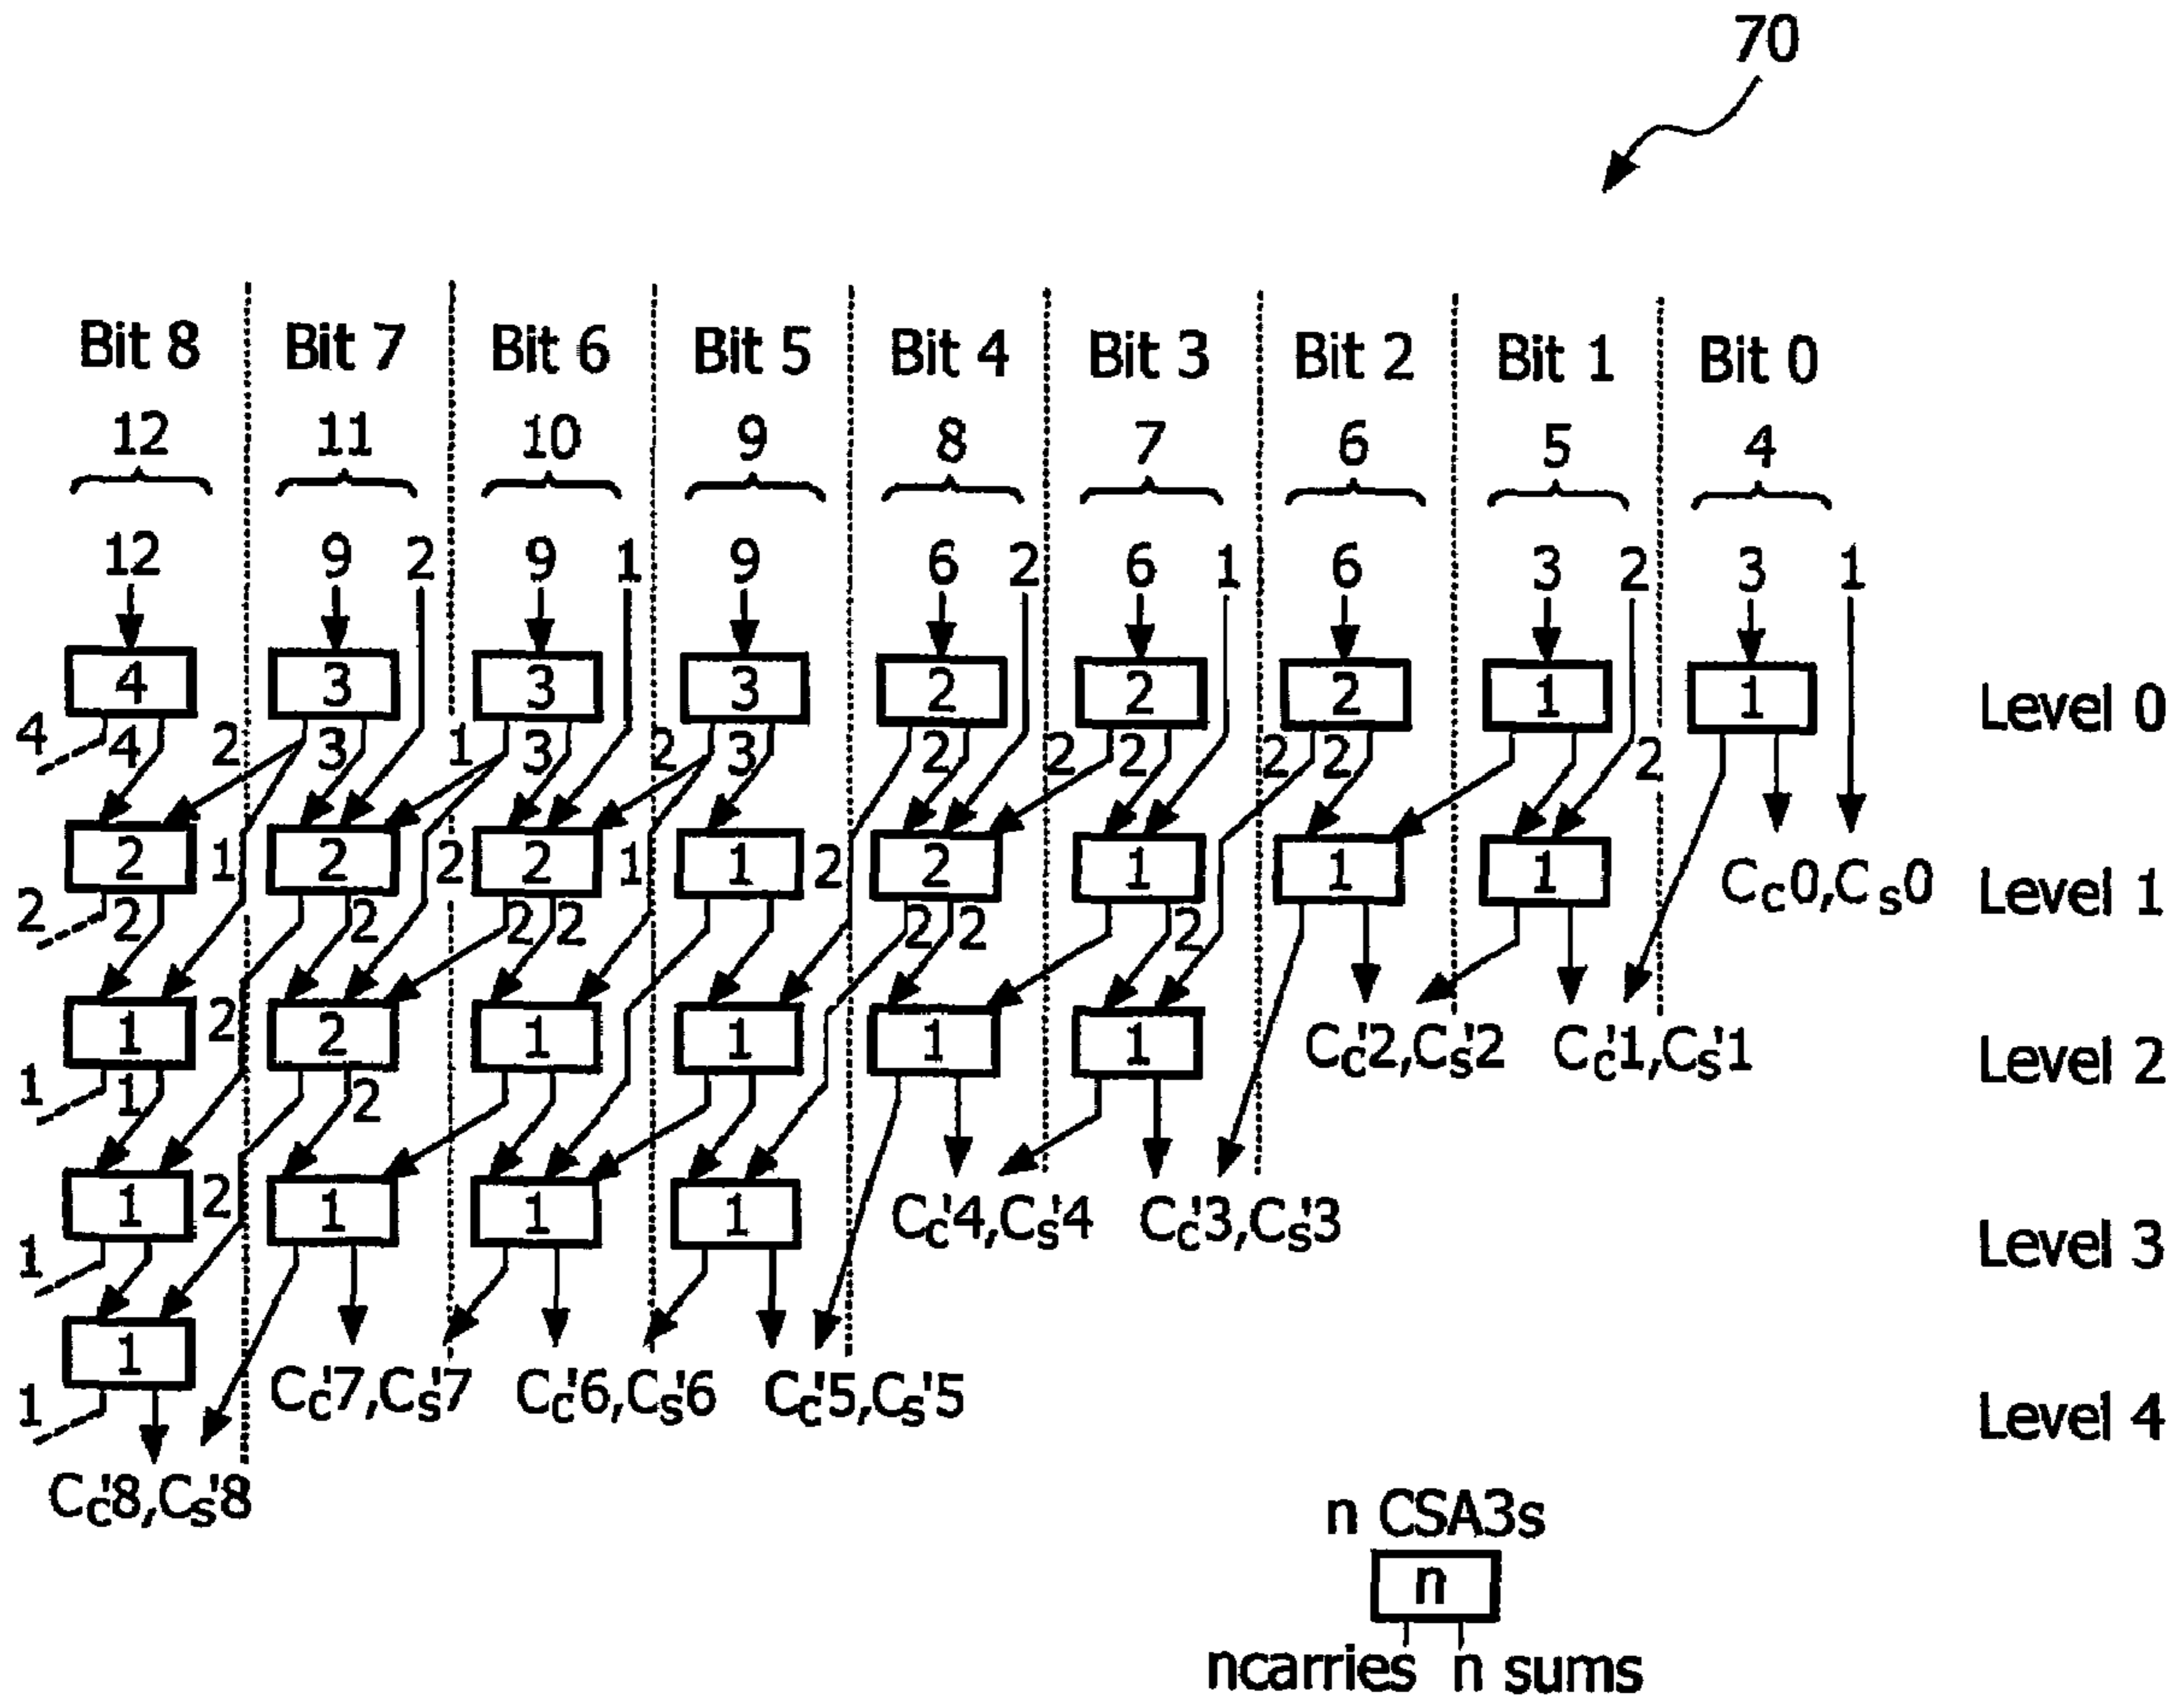 70
Bit 8 Bit 7 Bit 6 Bit 5 Bit 4 Bit 3 Bit 2 Bit 1 Bit 0
12 11 10 9 8 7 6 5 4
12 9 2 9 1 9 6 2 6 1 6 3 2 3 1
4 3 3 3 2 2 2 1 1 Level 0
4 4 2 3 1 3 2 3 2 2 2 2 2 2
2 1 2 2 2 1 1 2 2 1 1 1 Cc0,Cs0 Level 1
2 2 2 2 2 2 2 2
1 2 2 1 1 1 1 Cc'2,Cs'2 Cc'1,Cs'1 Level 2
1 1 2
1 2 1 1 1 Cc'4,Cs'4 Cc'3,Cs'3 Level 3
1
1
1 Cc'7,Cs'7 Cc'6,Cs'6 Cc'5,Cs'5 Level 4
Cc'8,Cs'8
n CSA3s
n
ncarries n sums